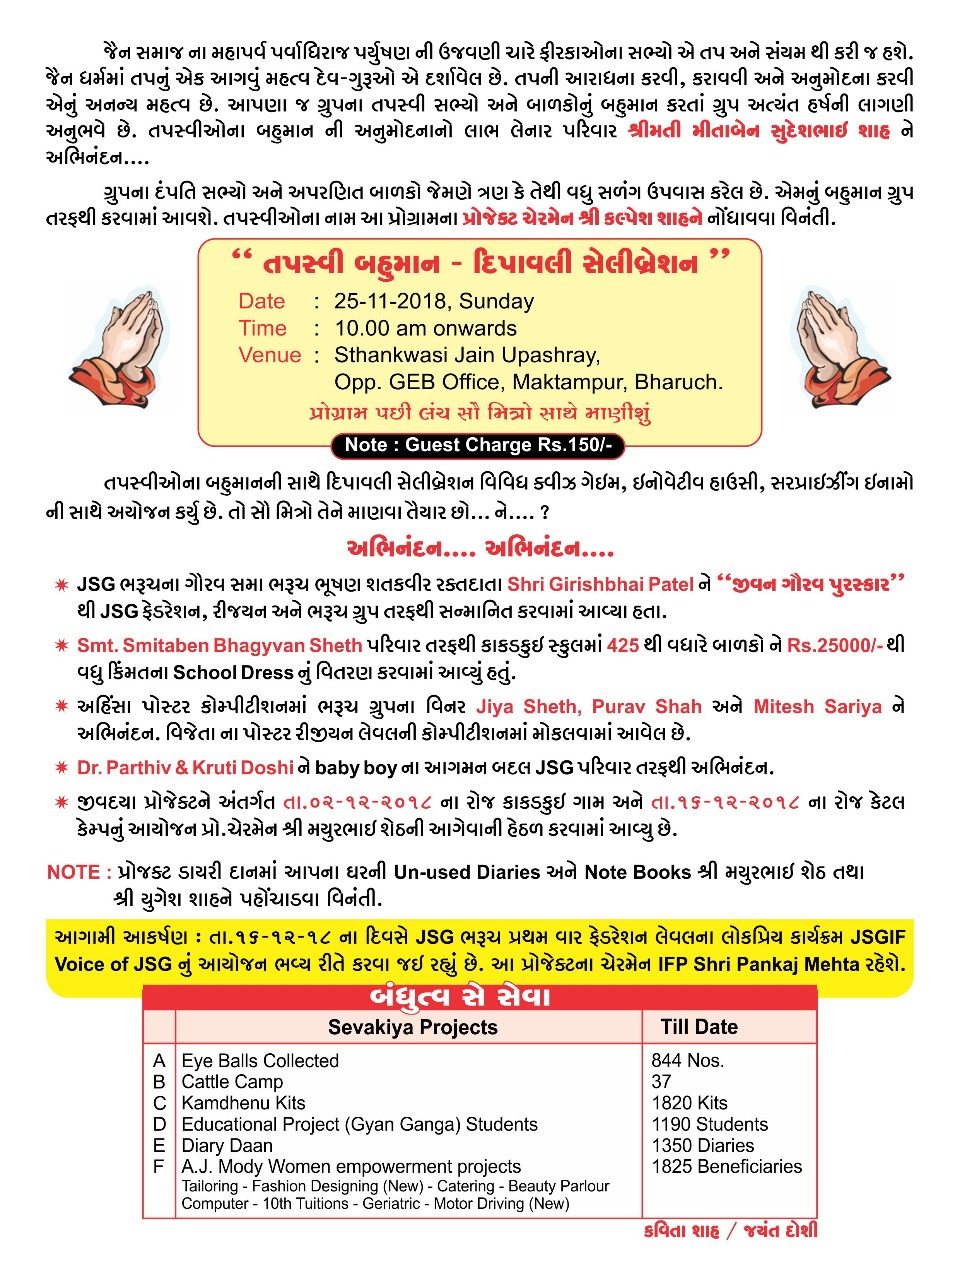 જૈન સમાજ ના મહાપર્વ પર્વાધિરાજ પર્યુષણ ની ઉજવણી ચારે ફીરકાઓના સભ્યો એ તપ અને સંયમ થી કરી જ હશે.
જૈન ધર્મમાં તપનું એક આગવું મહત્વ દેવ-ગુરૂઓ એ દર્શાવેલ છે. તપની આરાધના કરવી, કરાવવી અને અનુમોદના કરવી
એનું અનન્ય મહત્વ છે. આપણા જ ગ્રુપના તપસ્વી સભ્યો અને બાળકોનું બહુમાન કરતાં ગ્રુપ અત્યંત હર્ષની લાગણી
અનુભવે છે. તપસ્વીઓના બહુમાન ની અનુમોદનાનો લાભ લેનાર પરિવાર શ્રીમતી મીતાબેન સુદેશભાઈ શાહ ને
અભિનંદન....
ગ્રુપના દંપતિ સભ્યો અને અપરણિત બાળકો જેમણે ત્રણ કે તેથી વધુ સળંગ ઉપવાસ કરેલ છે. એમનું બહુમાન ગ્રુપ
તરફથી કરવામાં આવશે. તપસ્વીઓના નામ આ પ્રોગ્રામના પ્રોજેક્ટ ચેરમેન શ્રી કલ્પેશ શાહને નોંધાવવા વિનંતી.
“ તપસ્વી બહુમાન - દિપાવલી સેલીબ્રેશન ”
Date : 25-11-2018, Sunday
Time : 10.00 am onwards
Venue : Sthankwasi Jain Upashray,
Opp. GEB Office, Maktampur, Bharuch.
પ્રોગ્રામ પછી લંચ સૌ મિત્રો સાથે માણીશું
Note : Guest Charge Rs.150/-
તપસ્વીઓના બહુમાનની સાથે દિપાવલી સેલીબ્રેશન વિવિધ ક્વીઝ ગેઈમ, ઈનોવેટીવ હાઉસી, સરપ્રાઈઝીંગ ઈનામો
ની સાથે અયોજન કર્યુ છે. તો સૌ મિત્રો તેને માણવા તૈયાર છો... ને.... ?
અભિનંદન.... અભિનંદન....
✶ JSG ભરૂચના ગૌરવ સમા ભરૂચ ભૂષણ શતકવીર રક્તદાતા Shri Girishbhai Patel ને “જીવન ગૌરવ પુરસ્કાર”
થી JSG ફેડરેશન, રીજયન અને ભરૂચ ગ્રુપ તરફથી સન્માનિત કરવામાં આવ્યા હતા.
✶ Smt. Smitaben Bhagyvan Sheth પરિવાર તરફથી કાકડકુઈ સ્કુલમાં 425 થી વધારે બાળકો ને Rs.25000/- થી
વધુ કિંમતના School Dress નું વિતરણ કરવામાં આવ્યું હતું.
✶ અહિંસા પોસ્ટર કોમ્પીટીશનમાં ભરૂચ ગ્રુપના વિનર Jiya Sheth, Purav Shah અને Mitesh Sariya ને
અભિનંદન. વિજેતા ના પોસ્ટર રીજીયન લેવલની કોમ્પીટીશનમાં મોકલવામાં આવેલ છે.
✶ Dr. Parthiv & Kruti Doshi ને baby boy ના આગમન બદલ JSG પરિવાર તરફથી અભિનંદન.
✶ જીવદયા પ્રોજેક્ટને અંતર્ગત તા.૦૨-૧૨-૨૦૧૮ ના રોજ કાકડકુઈ ગામ અને તા.૧૬-૧૨-૨૦૧૮ ના રોજ કેટલ
કેમ્પનું આયોજન પ્રો.ચેરમેન શ્રી મયુરભાઈ શેઠની આગેવાની હેઠળ કરવામાં આવ્યુ છે.
NOTE : પ્રોજક્ટ ડાયરી દાનમાં આપના ઘરની Un-used Diaries અને Note Books શ્રી મયુરભાઈ શેઠ તથા
શ્રી યુગેશ શાહને પહોંચાડવા વિનંતી.
આગામી આકર્ષણ : તા.૧૬-૧૨-૧૮ ના દિવસે JSG ભરૂચ પ્રથમ વાર ફેડરેશન લેવલના લોકપ્રિય કાર્યક્રમ JSGIF
Voice of JSG નું આયોજન ભવ્ય રીતે કરવા જઈ રહ્યું છે. આ પ્રોજેક્ટના ચેરમેન IFP Shri Pankaj Mehta રહેશે.
બંધુત્વ સે સેવા
Sevakiya Projects Till Date
A Eye Balls Collected 844 Nos.
B Cattle Camp 37
C Kamdhenu Kits 1820 Kits
D Educational Project (Gyan Ganga) Students 1190 Students
E Diary Daan 1350 Diaries
F A.J. Mody Women empowerment projects 1825 Beneficiaries
Tailoring - Fashion Designing (New) - Catering - Beauty Parlour
Computer - 10th Tuitions - Geriatric - Motor Driving (New)
કવિતા શાહ / જયંત દોશી